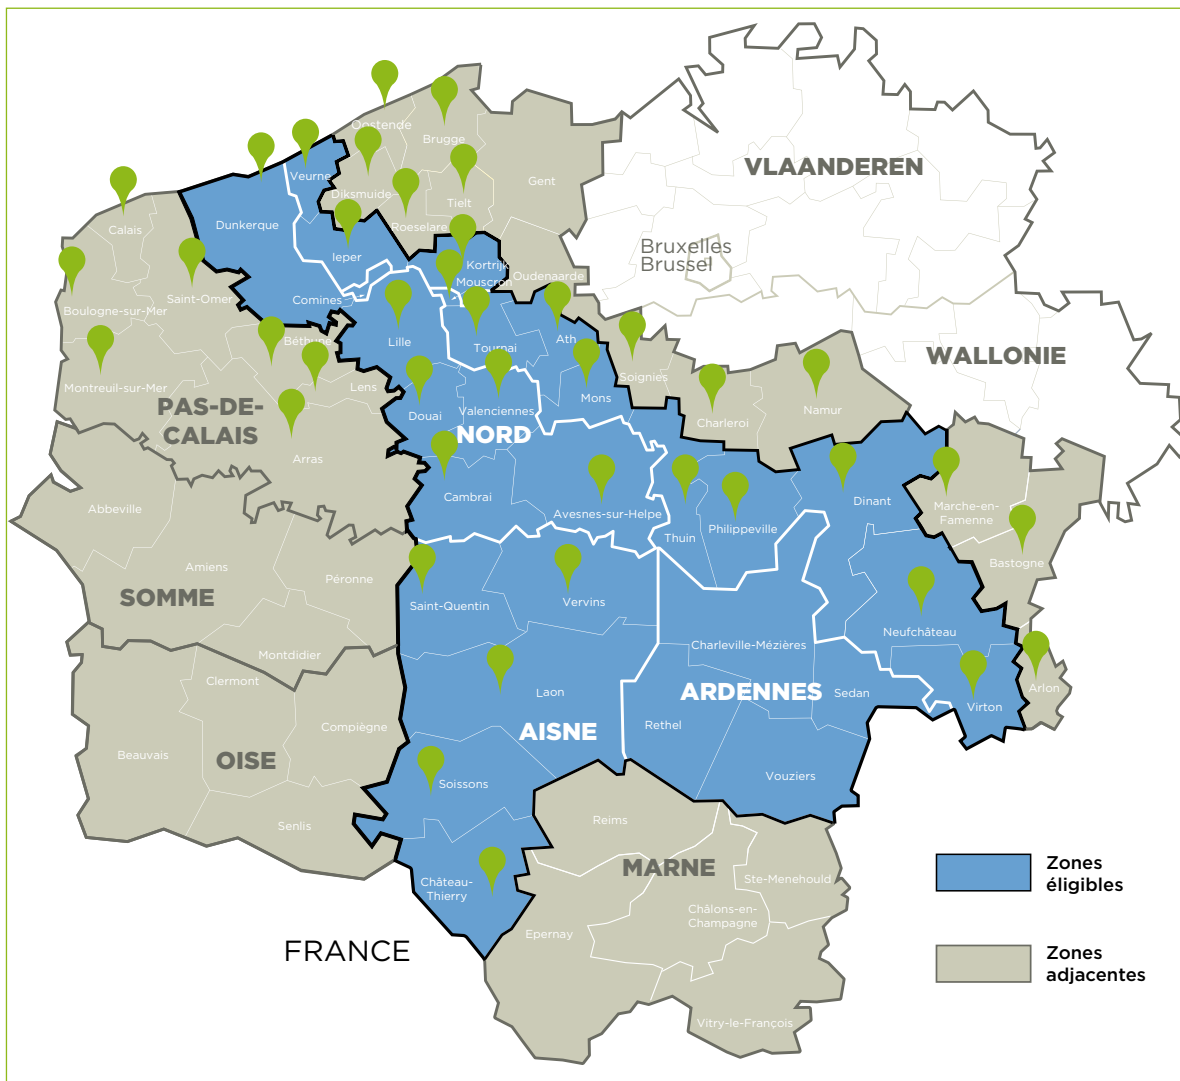 Oostende
Brugge
VLAANDEREN
Veurne
Gent
Diksmuide
Tielt
Calais
Dunkerque
Roeselare
Bruxelles
Brussel
Ieper
Kortrijk
Oudenaarde
Mouscron
Saint-Omer
Comines
Boulogne-sur-Mer
Béthune
Lille
Tournai
Ath
WALLONIE
Soignies
Montreuil-sur-Mer
Lens
Mons
PAS-DE-
CALAIS
Douai
Valenciennes
Charleroi
Namur
NORD
Arras
Cambrai
Dinant
Abbeville
Avesnes-sur-Helpe
Philippeville
Marche-en-
Famenne
Thuin
Bastogne
Amiens
Péronne
SOMME
Saint-Quentin
Vervins
Neufchâteau
Charleville-Mézières
Montdidier
Clermont
Laon
ARDENNES
Sedan
Arlon
Virton
Compiègne
AISNE
Rethel
Beauvais
OISE
Soissons
Vouziers
Senlis
Reims
MARNE
Zones
éligibles
Château-
Thierry
Ste-Menehould
Châlons-en-
Champagne
Epernay
FRANCE
Zones
adjacentes
Vitry-le-François